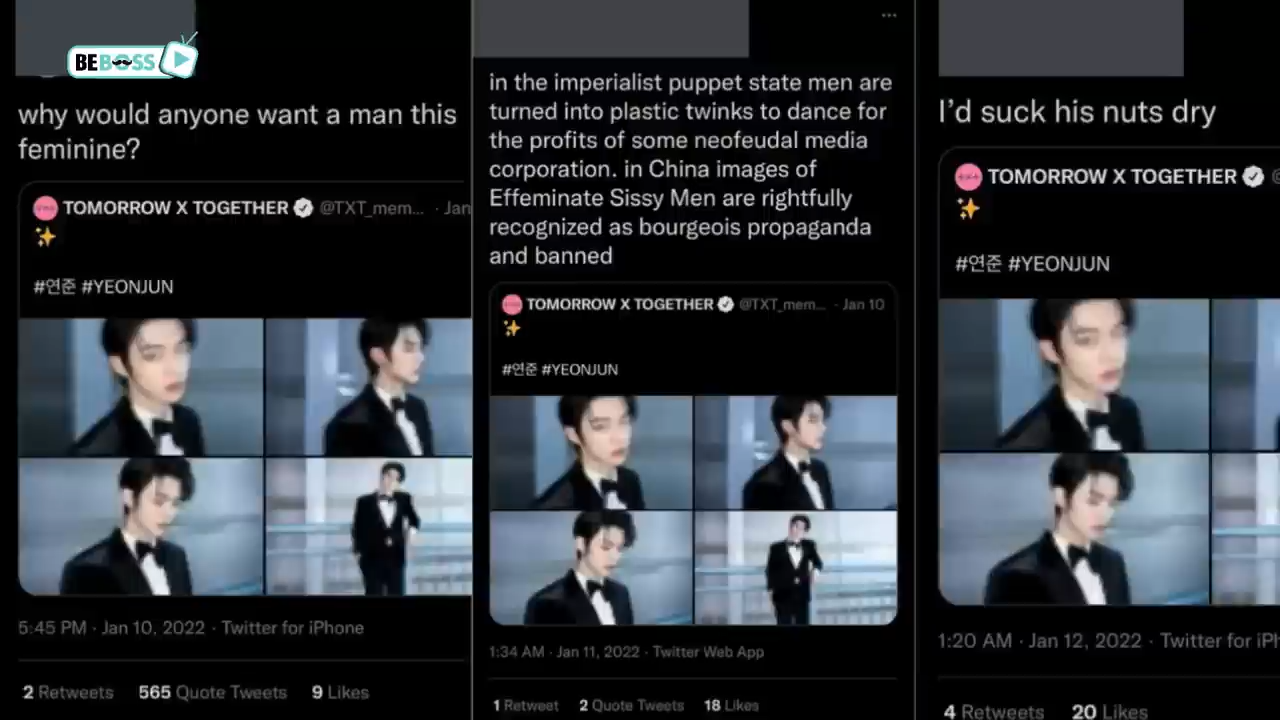 BEBOSS
why would anyone want a man this
feminine?
TOMORROW X TOGETHER @TXT_mem... · Jan
#연준 #YEONJUN
5:45 PM · Jan 10, 2022 · Twitter for iPhone
2 Retweets 565 Quote Tweets 9 Likes
in the imperialist puppet state men are
turned into plastic twinks to dance for
the profits of some neofeudal media
corporation. in China images of
Effeminate Sissy Men are rightfully
recognized as bourgeois propaganda
and banned
TOMORROW X TOGETHER @TXT_mem... · Jan 10
#연준 #YEONJUN
1:34 AM · Jan 11, 2022 · Twitter Web App
1 Retweet 2 Quote Tweets 18 Likes
I'd suck his nuts dry
TOMORROW X TOGETHER
#연준 #YEONJUN
1:20 AM · Jan 12, 2022 · Twitter for iPh
4 Retweets 20 Likes